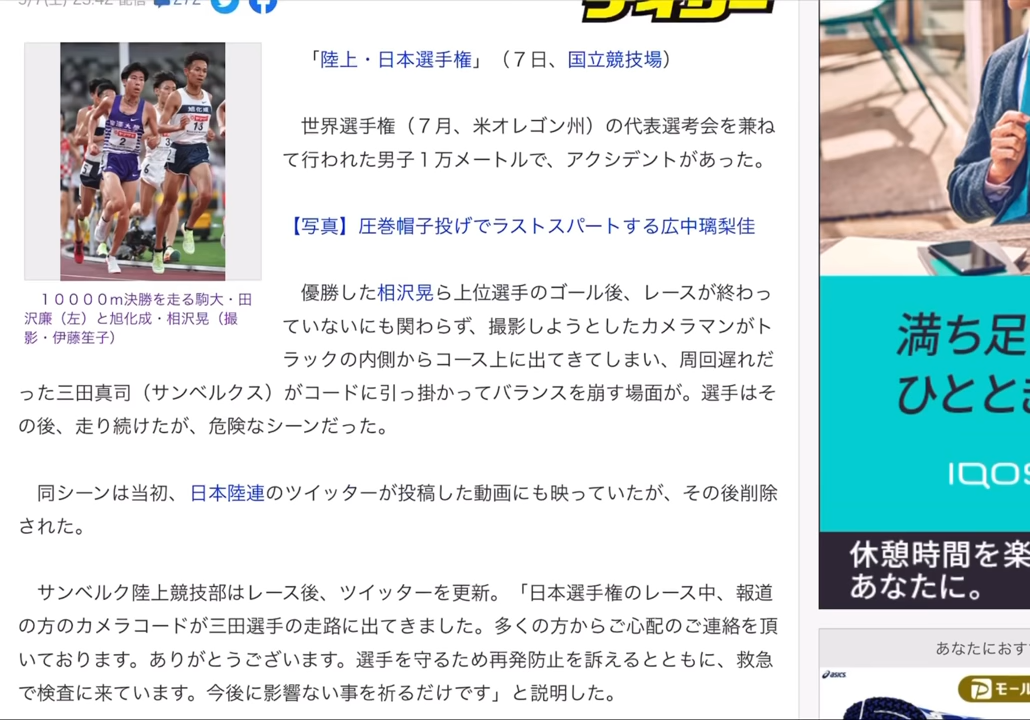 5/7(土) 23:42 配信 272
デイリー
「陸上・日本選手権」（７日、国立競技場）
世界選手権（７月、米オレゴン州）の代表選考会を兼ね
て行われた男子１万メートルで、アクシデントがあった。
【写真】圧巻帽子投げでラストスパートする広中璃梨佳
１００００ｍ決勝を走る駒大・田
沢廉（左）と旭化成・相沢晃（撮
影・伊藤笙子）
優勝した相沢晃ら上位選手のゴール後、レースが終わっ
ていないにも関わらず、撮影しようとしたカメラマンがト
ラックの内側からコース上に出てきてしまい、周回遅れだ
った三田真司（サンベルクス）がコードに引っ掛かってバランスを崩す場面が。選手はそ
の後、走り続けたが、危険なシーンだった。
同シーンは当初、日本陸連のツイッターが投稿した動画にも映っていたが、その後削除
された。
サンベルク陸上競技部はレース後、ツイッターを更新。「日本選手権のレース中、報道
の方のカメラコードが三田選手の走路に出てきました。多くの方からご心配のご連絡を頂
いております。ありがとうございます。選手を守るため再発防止を訴えるとともに、救急
で検査に来ています。今後に影響ない事を祈るだけです」と説明した。
満ち足
ひととき
IQOS
休憩時間を楽
あなたに。
あなたにおす
asics
モール